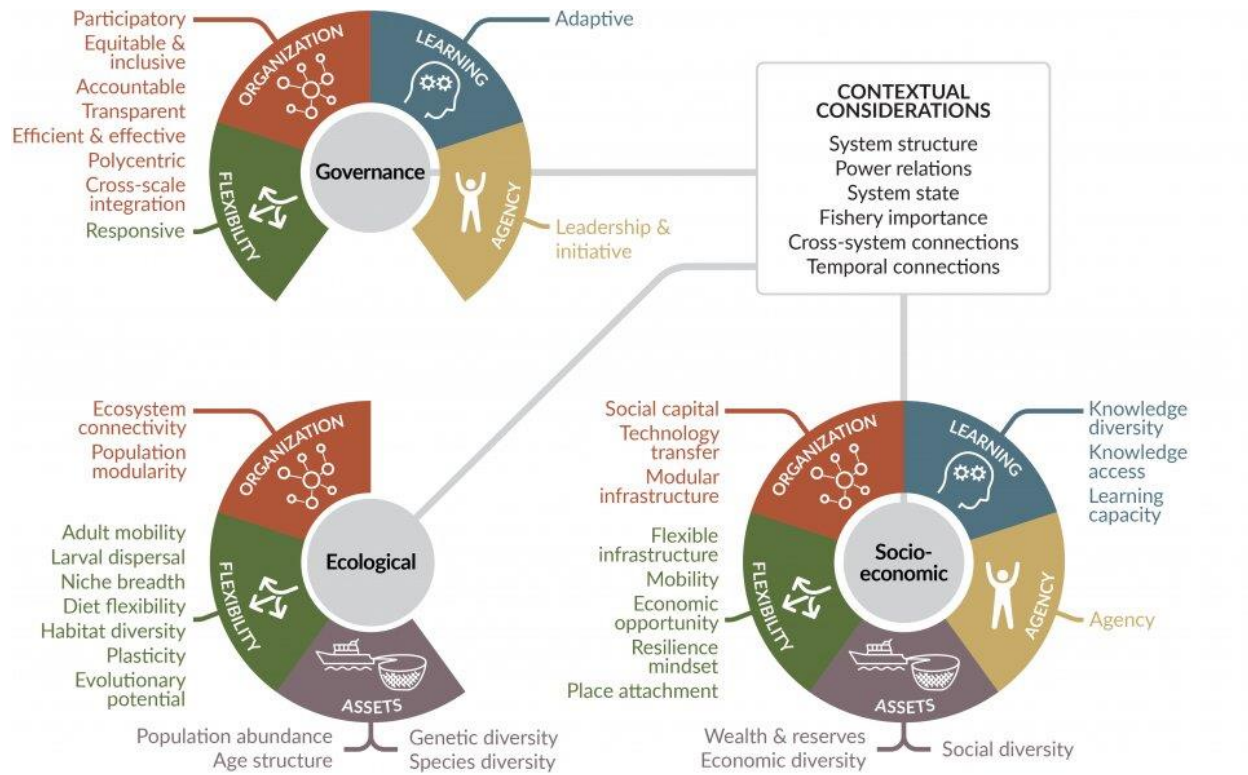 Participatory
Equitable &
inclusive
Accountable
Transparent
Efficient & effective
Polycentric
Cross-scale
integration
Responsive
ORGANIZATION
LEARNING
FLEXIBILITY
AGENCY
Governance
Adaptive
Leadership &
initiative
CONTEXTUAL
CONSIDERATIONS
System structure
Power relations
System state
Fishery importance
Cross-system connections
Temporal connections
Ecosystem
connectivity
Population
modularity
Adult mobility
Larval dispersal
Niche breadth
Diet flexibility
Habitat diversity
Plasticity
Evolutionary
potential
ORGANIZATION
FLEXIBILITY
ASSETS
Ecological
Population abundance
Age structure
Genetic diversity
Species diversity
Social capital
Technology
transfer
Modular
infrastructure
Flexible
infrastructure
Mobility
Economic
opportunity
Resilience
mindset
Place attachment
ORGANIZATION
LEARNING
FLEXIBILITY
AGENCY
ASSETS
Socio-
economic
Knowledge
diversity
Knowledge
access
Learning
capacity
Agency
Wealth & reserves
Economic diversity
Social diversity